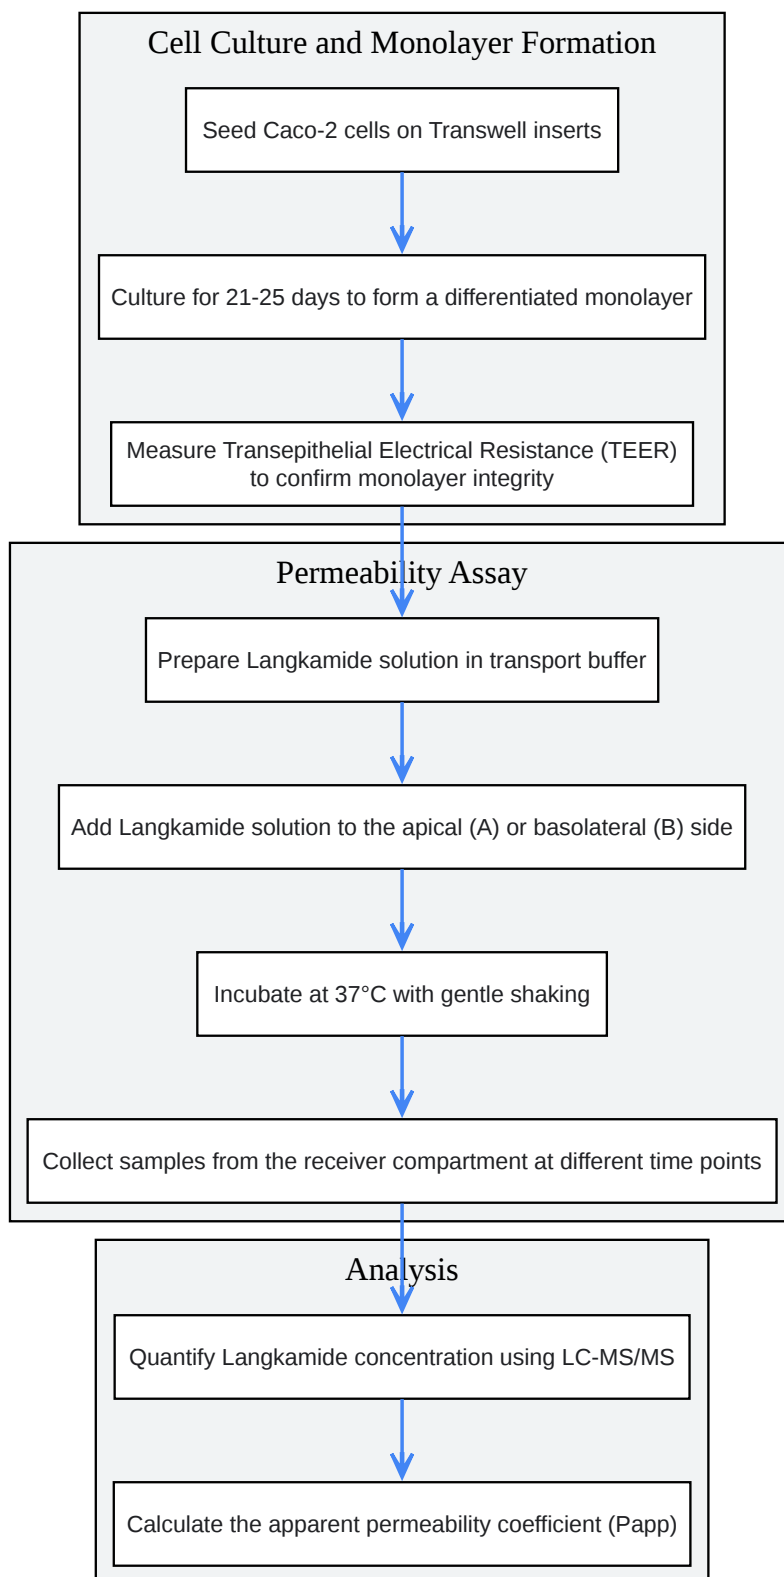 Cell Culture and Monolayer Formation
Seed Caco-2 cells on Transwell inserts
Culture for 21-25 days to form a differentiated monolayer
Measure Transepithelial Electrical Resistance (TEER)
to confirm monolayer integrity
Permeability Assay
Prepare Langkamide solution in transport buffer
Add Langkamide solution to the apical (A) or basolateral (B) side
Incubate at 37°C with gentle shaking
Collect samples from the receiver compartment at different time points
Analysis
Quantify Langkamide concentration using LC-MS/MS
Calculate the apparent permeability coefficient (Papp)